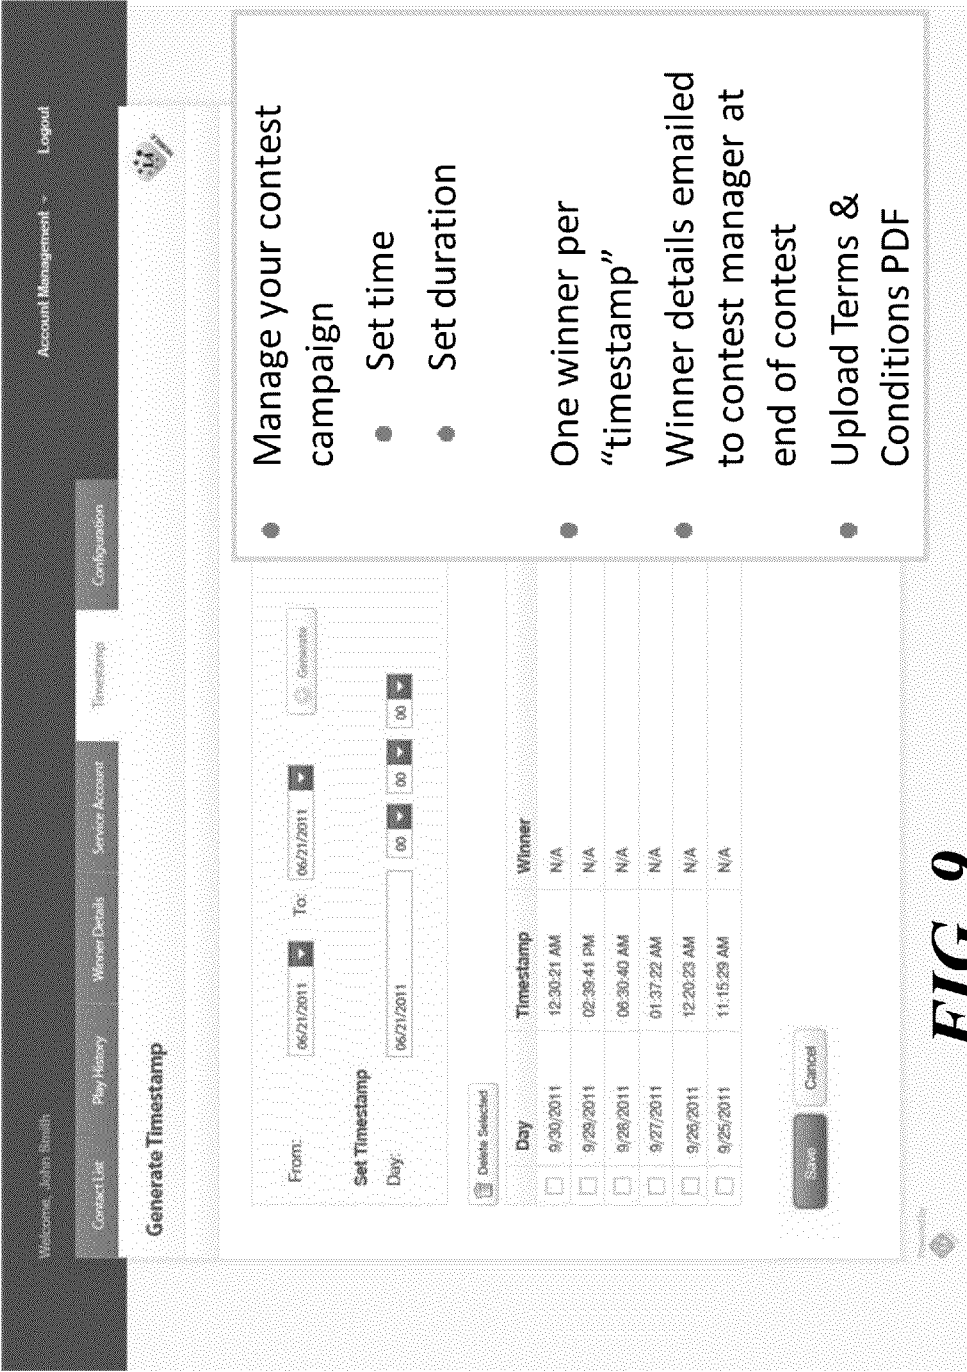 Welcome, John Smith
Account Management
Logout
Contact List
Play History
Winner Details
Service Account
Timestamp
Configuration
Generate Timestamp
From:
06/21/2011
To:
06/21/2011
Generate
Set Timestamp
Day:
06/21/2011
00
00
00
Delete Selected
Day Timestamp Winner
9/30/2011 12:30:21 AM N/A
9/29/2011 02:39:41 PM N/A
9/28/2011 06:30:40 AM N/A
9/27/2011 01:37:22 AM N/A
9/26/2011 12:20:23 AM N/A
9/25/2011 11:15:29 AM N/A
Save
Cancel
Manage your contest
campaign
Set time
Set duration
One winner per
“timestamp”
Winner details emailed
to contest manager at
end of contest
Upload Terms &
Conditions PDF
FIG 9